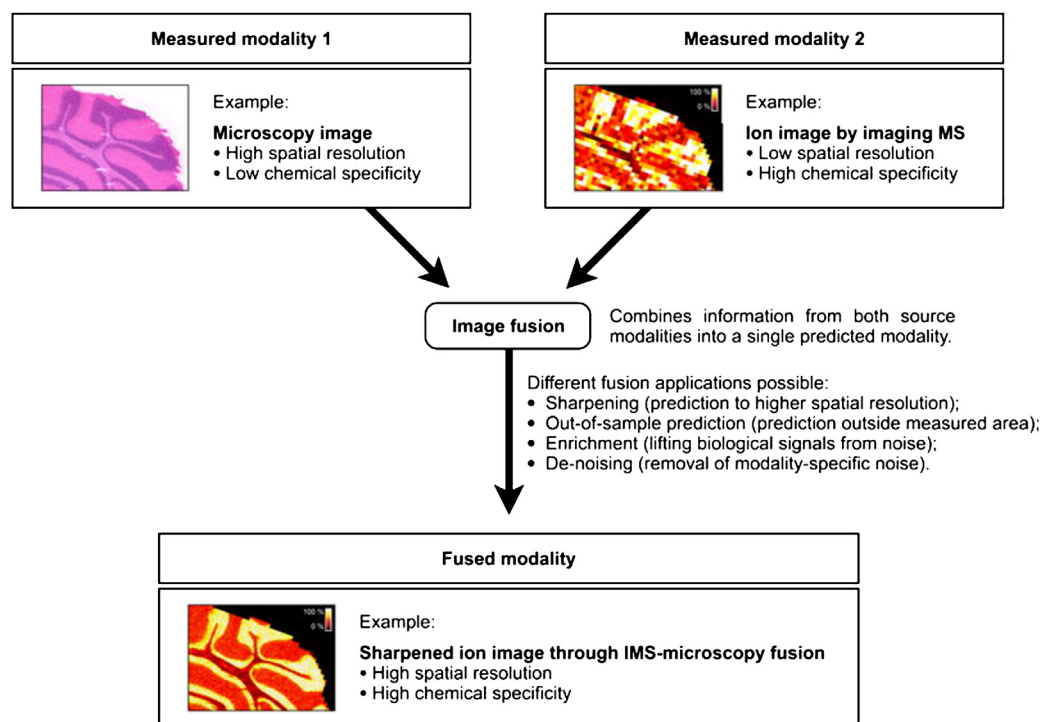 Measured modality 1
Example:
Microscopy image
• High spatial resolution
• Low chemical specificity
Measured modality 2
100 %
0 %
Example:
Ion image by imaging MS
• Low spatial resolution
• High chemical specificity
Image fusion
Combines information from both source
modalities into a single predicted modality.
Different fusion applications possible:
• Sharpening (prediction to higher spatial resolution);
• Out-of-sample prediction (prediction outside measured area);
• Enrichment (lifting biological signals from noise);
• De-noising (removal of modality-specific noise).
Fused modality
100 %
0 %
Example:
Sharpened ion image through IMS-microscopy fusion
• High spatial resolution
• High chemical specificity